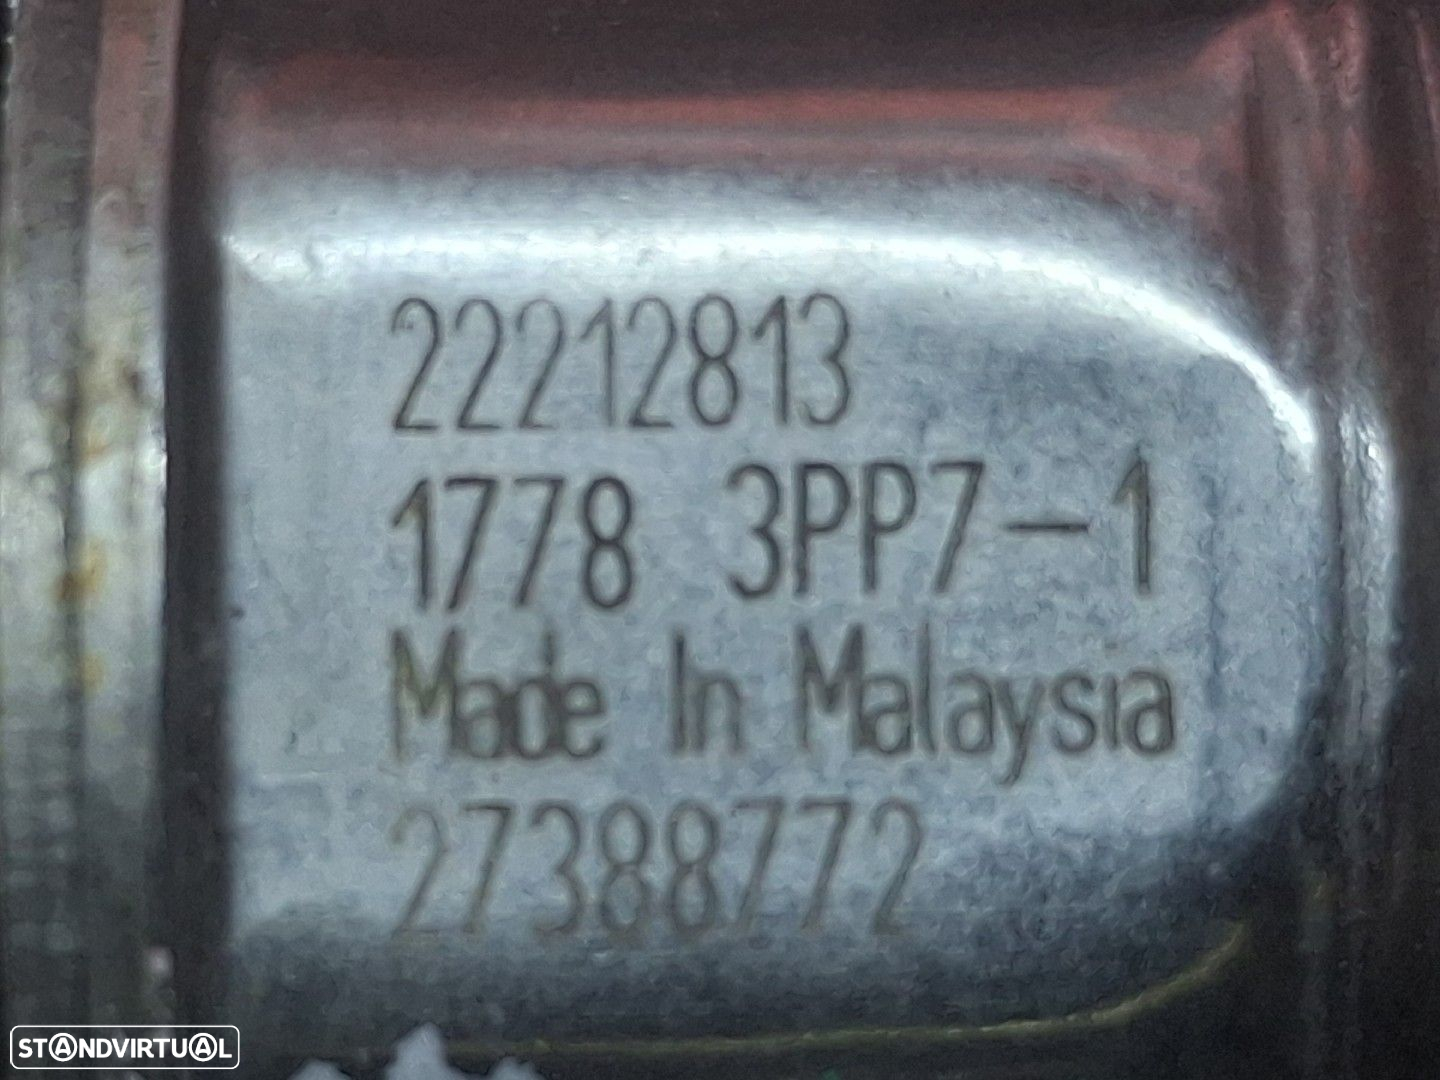 22212813
1778 3PP7-1
Made In Malaysia
27388772
STANDVIRTUAL